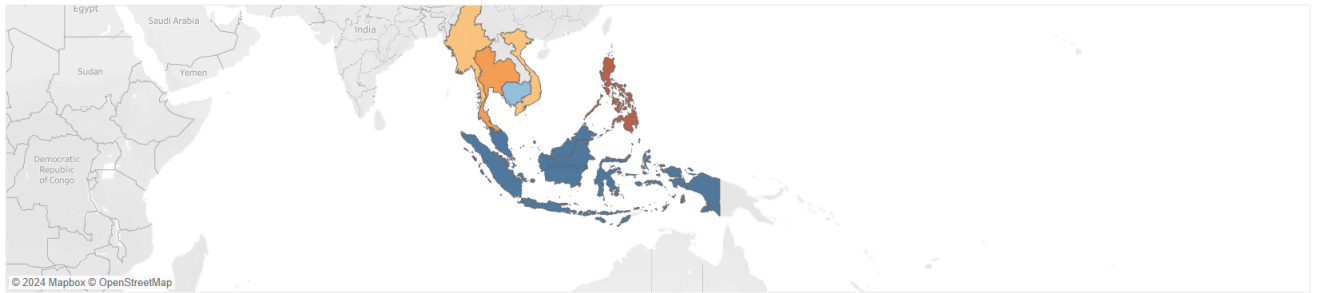 Egypt
Saudi Arabia
India
Sudan
Yemen
Democratic
Republic
of Congo
© 2024 Mapbox © OpenStreetMap